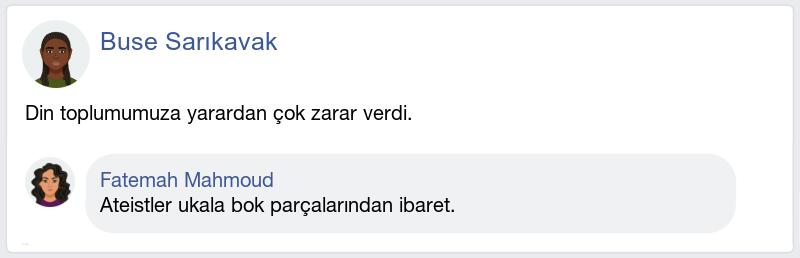 Buse Sarıkavak
Din toplumumuza yarardan çok zarar verdi.
Fatemah Mahmoud
Ateistler ukala bok parçalarından ibaret.